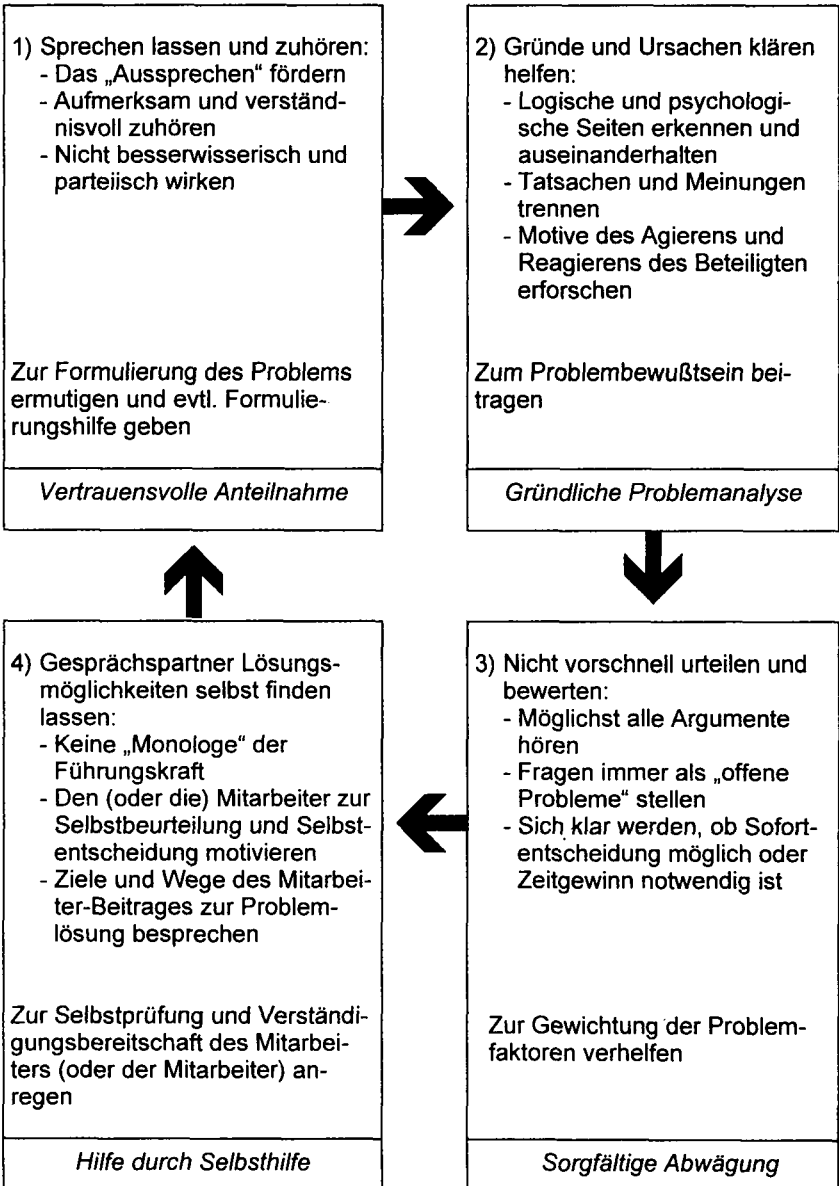 1) Sprechen lassen und zuhören:
- Das „Aussprechen“ fördern
- Aufmerksam und verständ-
nisvoll zuhören
- Nicht besserwisserisch und
parteiisch wirken
Zur Formulierung des Problems
ermutigen und evtl. Formulie-
rungshilfe geben
Vertrauensvolle Anteilnahme
2) Gründe und Ursachen klären
helfen:
- Logische und psychologi-
sche Seiten erkennen und
auseinanderhalten
- Tatsachen und Meinungen
trennen
- Motive des Agierens und
Reagierens des Beteiligten
erforschen
Zum Problembewußtsein bei-
tragen
Gründliche Problemanalyse
3) Nicht vorschnell urteilen und
bewerten:
- Möglichst alle Argumente
hören
- Fragen immer als „offene
Probleme“ stellen
- Sich klar werden, ob Sofort-
entscheidung möglich oder
Zeitgewinn notwendig ist
Zur Gewichtung der Problem-
faktoren verhelfen
Sorgfältige Abwägung
4) Gesprächspartner Lösungs-
möglichkeiten selbst finden
lassen:
- Keine „Monologe“ der
Führungskraft
- Den (oder die) Mitarbeiter zur
Selbstbeurteilung und Selbst-
entscheidung motivieren
- Ziele und Wege des Mitarbei-
ter-Beitrages zur Problem-
lösung besprechen
Zur Selbstprüfung und Verständi-
gungsbereitschaft des Mitarbei-
ters (oder der Mitarbeiter) an-
regen
Hilfe durch Selbsthilfe